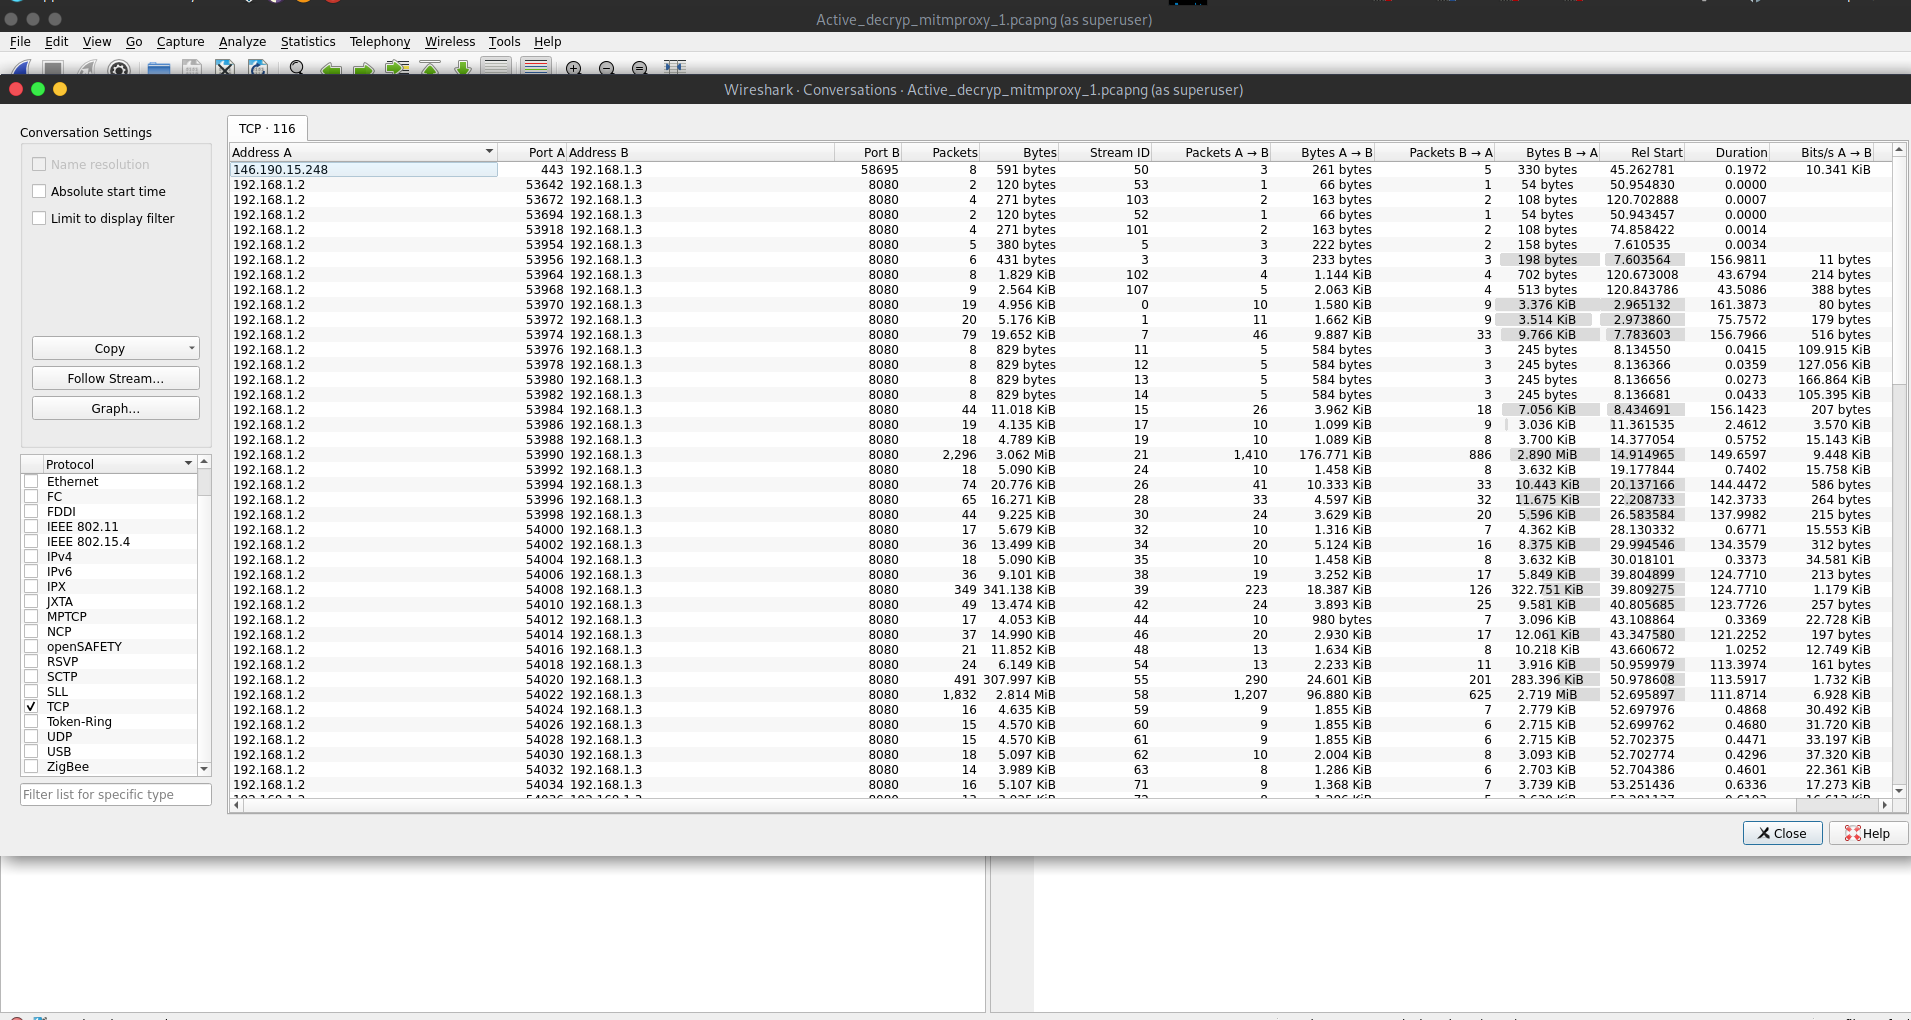 Active_decryp_mitmproxy_1.pcapng (as superuser)
File Edit View Go Capture Analyze Statistics Telephony Wireless Tools Help
Wireshark · Conversations · Active_decryp_mitmproxy_1.pcapng (as superuser)
Conversation Settings
Name resolution
Absolute start time
Limit to display filter
Copy
Follow Stream...
Graph...
Protocol
Ethernet
FC
FDDI
IEEE 802.11
IEEE 802.15.4
IPv4
IPv6
IPX
JXTA
MPTCP
NCP
openSAFETY
RSVP
SCTP
SLL
TCP
Token-Ring
UDP
USB
ZigBee
Filter list for specific type
TCP · 116
Address A Port A Address B Port B Packets Bytes Stream ID Packets A → B Bytes A → B Packets B → A Bytes B → A Rel Start Duration Bits/s A → B
146.190.15.248 443 192.168.1.3 58695 8 591 bytes 50 3 261 bytes 5 330 bytes 45.262781 0.1972 10.341 KiB
192.168.1.2 53642 192.168.1.3 8080 2 120 bytes 53 1 66 bytes 1 54 bytes 50.954830 0.0000
192.168.1.2 53672 192.168.1.3 8080 4 271 bytes 103 2 163 bytes 2 108 bytes 120.702888 0.0007
192.168.1.2 53694 192.168.1.3 8080 2 120 bytes 52 1 66 bytes 1 54 bytes 50.943457 0.0000
192.168.1.2 53918 192.168.1.3 8080 4 271 bytes 101 2 163 bytes 2 108 bytes 74.858422 0.0014
192.168.1.2 53954 192.168.1.3 8080 5 380 bytes 5 3 222 bytes 2 158 bytes 7.610535 0.0034
192.168.1.2 53956 192.168.1.3 8080 6 431 bytes 3 3 233 bytes 3 198 bytes 7.603564 156.9811 11 bytes
192.168.1.2 53964 192.168.1.3 8080 8 1.829 KiB 102 4 1.144 KiB 4 702 bytes 120.673008 43.6794 214 bytes
192.168.1.2 53968 192.168.1.3 8080 9 2.564 KiB 107 5 2.063 KiB 4 513 bytes 120.843786 43.5086 388 bytes
192.168.1.2 53970 192.168.1.3 8080 19 4.956 KiB 0 10 1.580 KiB 9 3.376 KiB 2.965132 161.3873 80 bytes
192.168.1.2 53972 192.168.1.3 8080 20 5.176 KiB 1 11 1.662 KiB 9 3.514 KiB 2.973860 75.7572 179 bytes
192.168.1.2 53974 192.168.1.3 8080 79 19.652 KiB 7 46 9.887 KiB 33 9.766 KiB 7.783603 156.7966 516 bytes
192.168.1.2 53976 192.168.1.3 8080 8 829 bytes 11 5 584 bytes 3 245 bytes 8.134550 0.0415 109.915 KiB
192.168.1.2 53978 192.168.1.3 8080 8 829 bytes 12 5 584 bytes 3 245 bytes 8.136366 0.0359 127.056 KiB
192.168.1.2 53980 192.168.1.3 8080 8 829 bytes 13 5 584 bytes 3 245 bytes 8.136656 0.0273 166.864 KiB
192.168.1.2 53982 192.168.1.3 8080 8 829 bytes 14 5 584 bytes 3 245 bytes 8.136681 0.0433 105.395 KiB
192.168.1.2 53984 192.168.1.3 8080 44 11.018 KiB 15 26 3.962 KiB 18 7.056 KiB 8.434691 156.1423 207 bytes
192.168.1.2 53986 192.168.1.3 8080 19 4.135 KiB 17 10 1.099 KiB 9 3.036 KiB 11.361535 2.4612 3.570 KiB
192.168.1.2 53988 192.168.1.3 8080 18 4.789 KiB 19 10 1.089 KiB 8 3.700 KiB 14.377054 0.5752 15.143 KiB
192.168.1.2 53990 192.168.1.3 8080 2,296 3.062 MiB 21 1,410 176.771 KiB 886 2.890 MiB 14.914965 149.6597 9.448 KiB
192.168.1.2 53992 192.168.1.3 8080 18 5.090 KiB 24 10 1.458 KiB 8 3.632 KiB 19.177844 0.7402 15.758 KiB
192.168.1.2 53994 192.168.1.3 8080 74 20.776 KiB 26 41 10.333 KiB 33 10.443 KiB 20.137166 144.4472 586 bytes
192.168.1.2 53996 192.168.1.3 8080 65 16.271 KiB 28 33 4.597 KiB 32 11.675 KiB 22.208733 142.3733 264 bytes
192.168.1.2 53998 192.168.1.3 8080 44 9.225 KiB 30 24 3.629 KiB 20 5.596 KiB 26.583584 137.9982 215 bytes
192.168.1.2 54000 192.168.1.3 8080 17 5.679 KiB 32 10 1.316 KiB 7 4.362 KiB 28.130332 0.6771 15.553 KiB
192.168.1.2 54002 192.168.1.3 8080 36 13.499 KiB 34 20 5.124 KiB 16 8.375 KiB 29.994546 134.3579 312 bytes
192.168.1.2 54004 192.168.1.3 8080 18 5.090 KiB 35 10 1.458 KiB 8 3.632 KiB 30.018101 0.3373 34.581 KiB
192.168.1.2 54006 192.168.1.3 8080 36 9.101 KiB 38 19 3.252 KiB 17 5.849 KiB 39.804899 124.7710 213 bytes
192.168.1.2 54008 192.168.1.3 8080 349 341.138 KiB 39 223 18.387 KiB 126 322.751 KiB 39.809275 124.7710 1.179 KiB
192.168.1.2 54010 192.168.1.3 8080 49 13.474 KiB 42 24 3.893 KiB 25 9.581 KiB 40.805685 123.7726 257 bytes
192.168.1.2 54012 192.168.1.3 8080 17 4.053 KiB 44 10 980 bytes 7 3.096 KiB 43.108864 0.3369 22.728 KiB
192.168.1.2 54014 192.168.1.3 8080 37 14.990 KiB 46 20 2.930 KiB 17 12.061 KiB 43.347580 121.2252 197 bytes
192.168.1.2 54016 192.168.1.3 8080 21 11.852 KiB 48 13 1.634 KiB 8 10.218 KiB 43.660672 1.0252 12.749 KiB
192.168.1.2 54018 192.168.1.3 8080 24 6.149 KiB 54 13 2.233 KiB 11 3.916 KiB 50.959979 113.3974 161 bytes
192.168.1.2 54020 192.168.1.3 8080 491 307.997 KiB 55 290 24.601 KiB 201 283.396 KiB 50.978608 113.5917 1.732 KiB
192.168.1.2 54022 192.168.1.3 8080 1,832 2.814 MiB 58 1,207 96.880 KiB 625 2.719 MiB 52.695897 111.8714 6.928 KiB
192.168.1.2 54024 192.168.1.3 8080 16 4.635 KiB 59 9 1.855 KiB 7 2.779 KiB 52.697976 0.4868 30.492 KiB
192.168.1.2 54026 192.168.1.3 8080 15 4.570 KiB 60 9 1.855 KiB 6 2.715 KiB 52.699762 0.4680 31.720 KiB
192.168.1.2 54028 192.168.1.3 8080 15 4.570 KiB 61 9 1.855 KiB 6 2.715 KiB 52.702375 0.4471 33.197 KiB
192.168.1.2 54030 192.168.1.3 8080 18 5.097 KiB 62 10 2.004 KiB 8 3.093 KiB 52.702774 0.4296 37.320 KiB
192.168.1.2 54032 192.168.1.3 8080 14 3.989 KiB 63 8 1.286 KiB 6 2.703 KiB 52.704386 0.4601 22.361 KiB
192.168.1.2 54034 192.168.1.3 8080 16 5.107 KiB 71 9 1.368 KiB 7 3.739 KiB 53.251436 0.6336 17.273 KiB
Close
Help